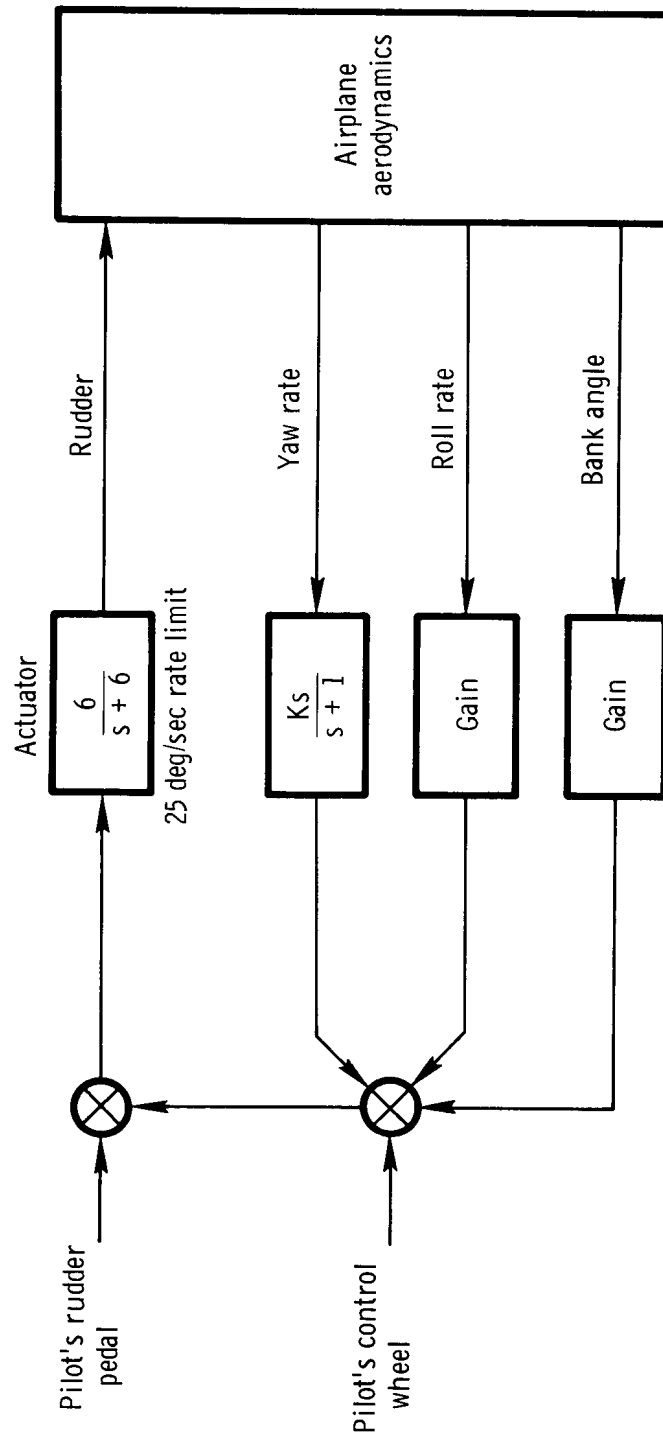 Pilot's rudder
pedal
Actuator
6
s + 6
25 deg/sec rate limit
Rudder
Airplane
aerodynamics
Yaw rate
Ks
s + 1
Roll rate
Gain
Pilot's control
wheel
Bank angle
Gain